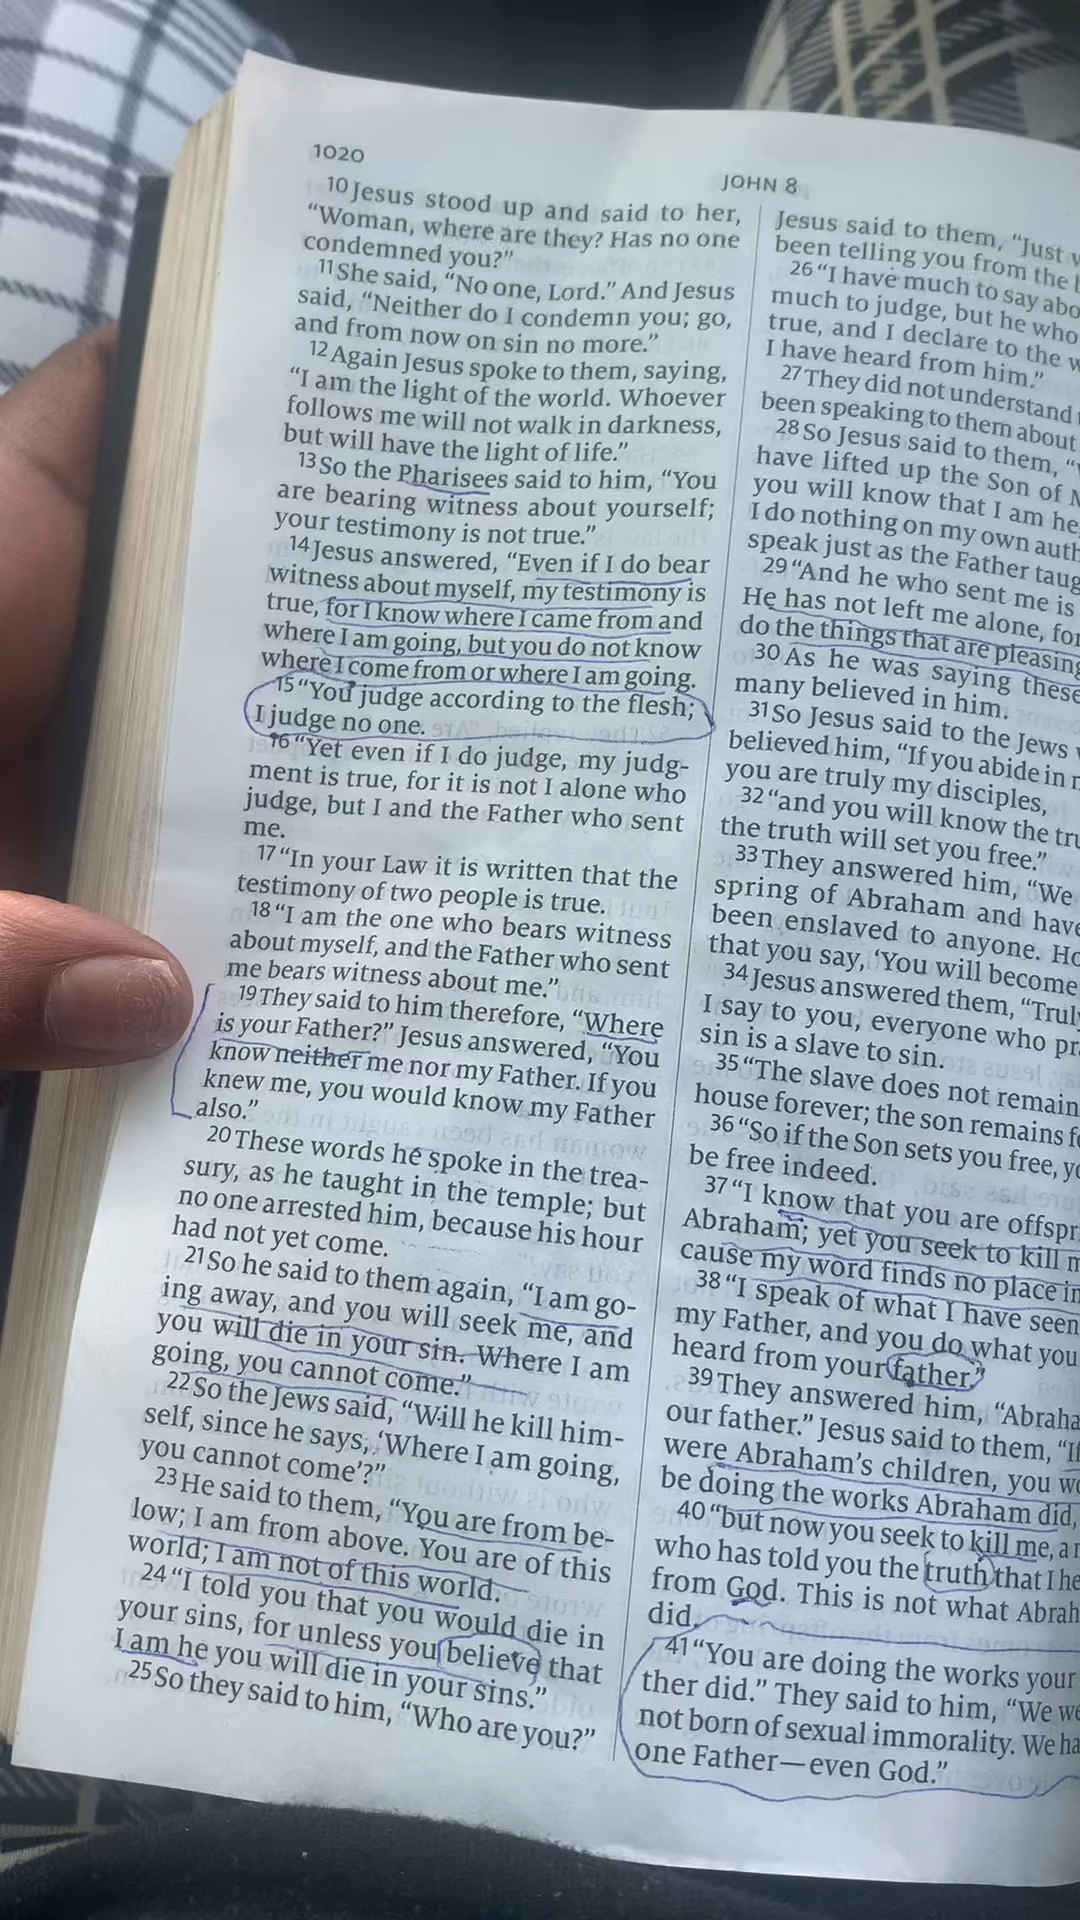 1020
JOHN 8
10 Jesus stood up and said to her,
“Woman, where are they? Has no one
condemned you?”
11 She said, “No one, Lord.” And Jesus
said, “Neither do I condemn you; go,
and from now on sin no more.”
12 Again Jesus spoke to them, saying,
“I am the light of the world. Whoever
follows me will not walk in darkness,
but will have the light of life.”
13 So the Pharisees said to him, “You
are bearing witness about yourself;
your testimony is not true.”
14 Jesus answered, “Even if I do bear
witness about myself, my testimony is
true, for I know where I came from and
where I am going, but you do not know
where I come from or where I am going.
15 “You judge according to the flesh;
I judge no one.
16 “Yet even if I do judge, my judg-
ment is true, for it is not I alone who
judge, but I and the Father who sent
me.
17 “In your Law it is written that the
testimony of two people is true.
18 “I am the one who bears witness
about myself, and the Father who sent
me bears witness about me.”
19 They said to him therefore, “Where
is your Father?” Jesus answered, “You
know neither me nor my Father. If you
knew me, you would know my Father
also.”
20 These words he spoke in the trea-
sury, as he taught in the temple; but
no one arrested him, because his hour
had not yet come.
21 So he said to them again, “I am go-
ing away, and you will seek me, and
you will die in your sin. Where I am
going, you cannot come.”
22 So the Jews said, “Will he kill him-
self, since he says, ‘Where I am going,
you cannot come’?”
23 He said to them, “You are from be-
low; I am from above. You are of this
world; I am not of this world.
24 “I told you that you would die in
your sins, for unless you believe that
I am he you will die in your sins.”
25 So they said to him, “Who are you?”
Jesus said to them, “Just
been telling you from the
26 “I have much to say
much to judge, but he who
true, and I declare to the
I have heard from him.”
27 They did not understand
been speaking to them about
28 So Jesus said to them,
have lifted up the Son of
you will know that I am he,
I do nothing on my own
speak just as the Father
29 “And he who sent me is
He has not left me alone, for
do the things that are pleasing
30 As he was saying these
many believed in him.
31 So Jesus said to the Jews
believed him, “If you abide in
you are truly my disciples,
32 “and you will know the
the truth will set you free.”
33 They answered him, “We
spring of Abraham and have
been enslaved to anyone.
that you say, ‘You will become
34 Jesus answered them,
I say to you, everyone who
sin is a slave to sin.
35 “The slave does not remain
house forever; the son remains
36 “So if the Son sets you free,
be free indeed.
37 “I know that you are
Abraham; yet you seek to kill
cause my word finds no place
38 “I speak of what I have seen
my Father, and you do what you
heard from your father.”
39 They answered him,
our father.” Jesus said to them,
were Abraham’s children, you
be doing the works Abraham did,
40 “but now you seek to kill me, a
who has told you the truth that I
from God. This is not what
did.
41 “You are doing the works your
ther did.” They said to him, “We
not born of sexual immorality. We
one Father—even God.”